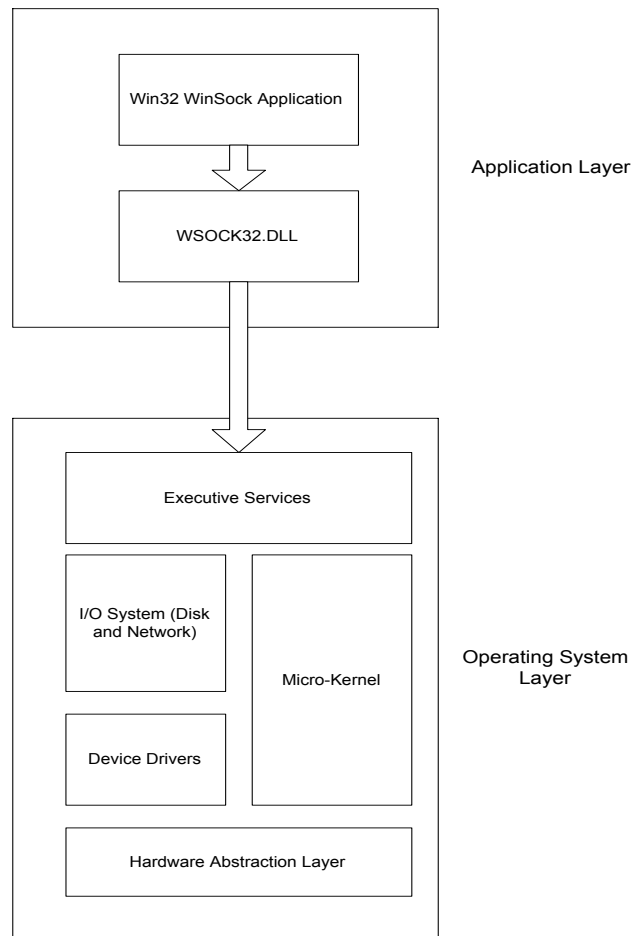 Win32 WinSock Application
Application Layer
WSOCK32.DLL
Executive Services
I/O System (Disk
and Network)
Micro-Kernel
Operating System
Layer
Device Drivers
Hardware Abstraction Layer